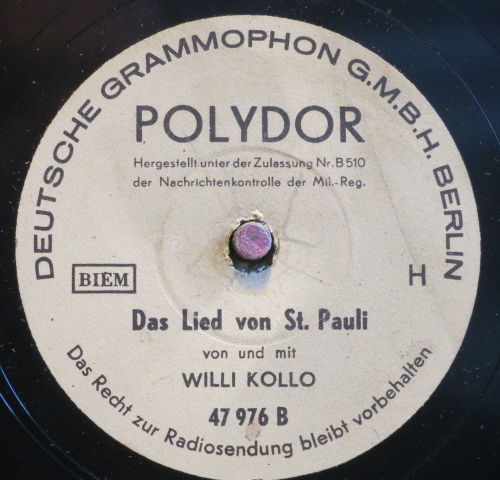 DEUTSCHE GRAMMOPHON G.M.B.H. BERLIN
POLYDOR
Hergestellt unter der Zulassung Nr. B 510
der Nachrichtenkontrolle der Mil.-Reg.
BIEM
H
Das Lied von St. Pauli
von und mit
WILLI KOLLO
47 976 B
Das Recht zur Radiosendung bleibt vorbehalten